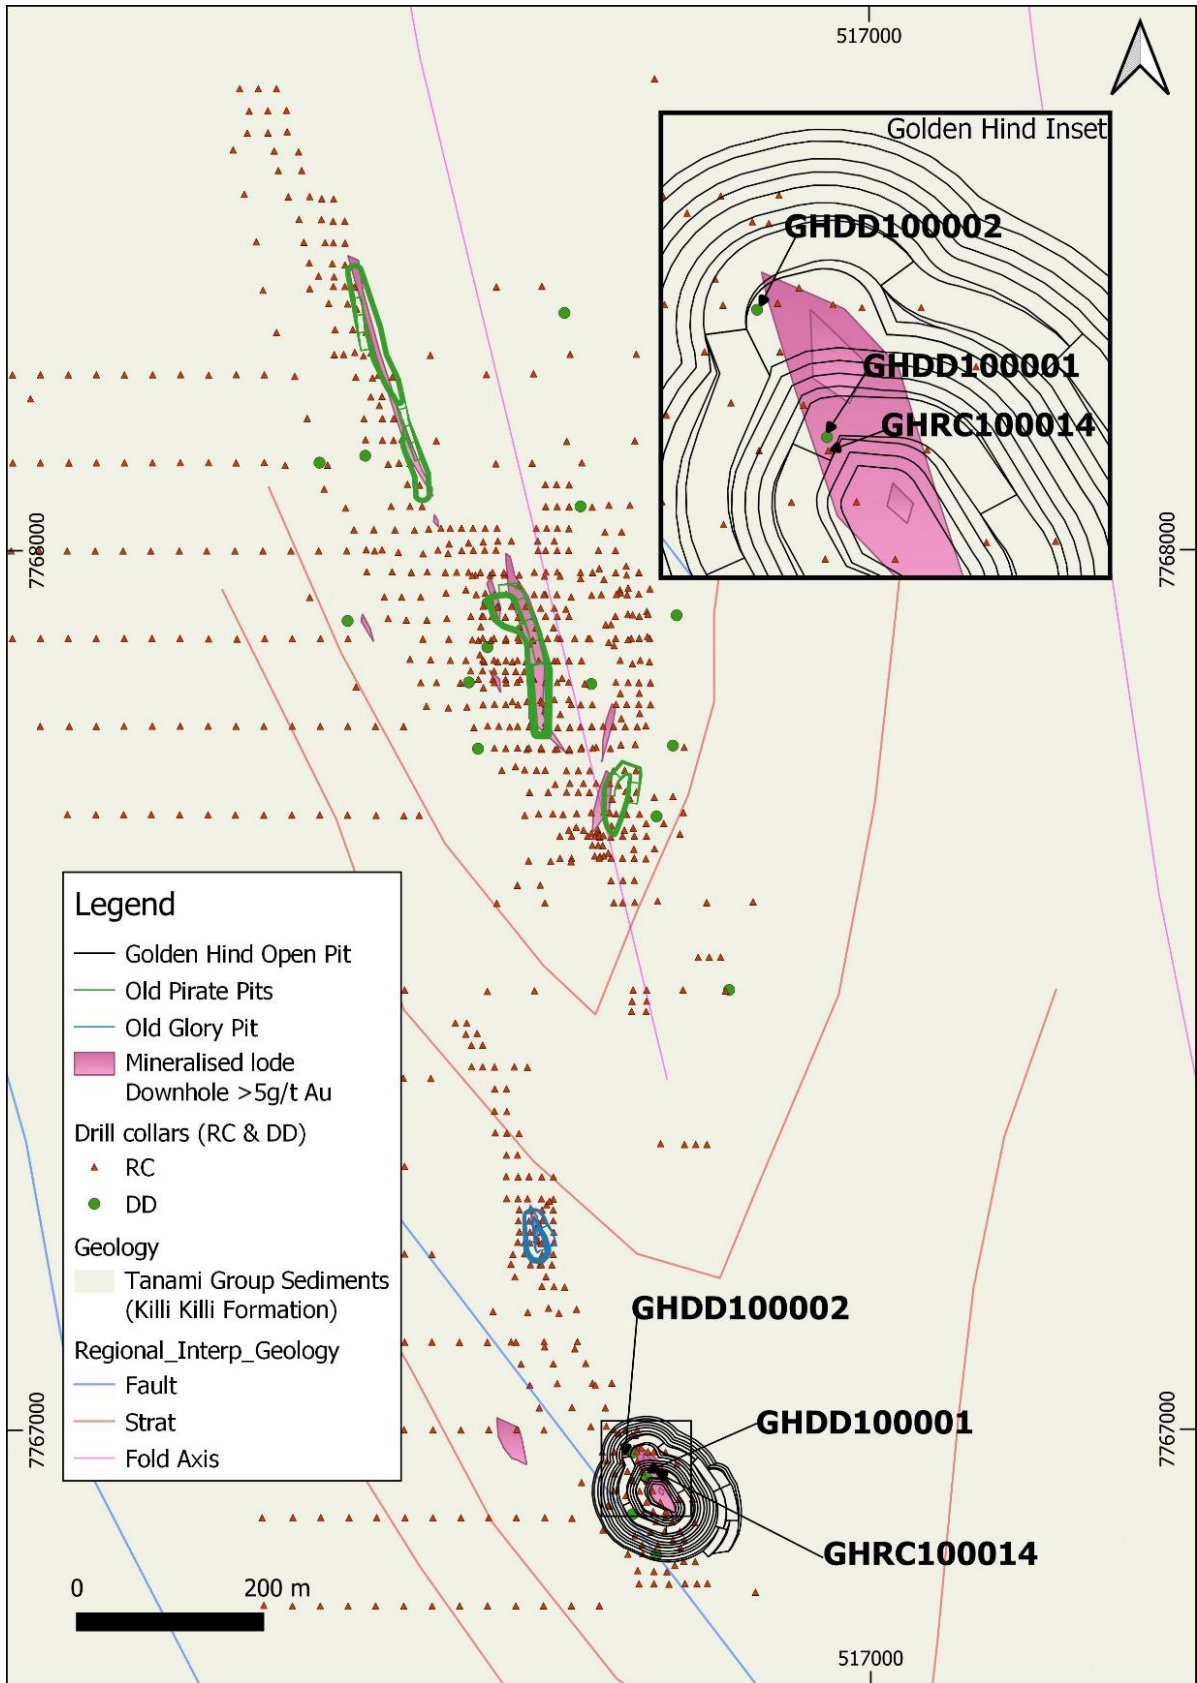 517000
Golden Hind Inset
GHDD100002
GHDD100001
GHRC100014
7768000
7768000
Legend
Golden Hind Open Pit
Old Pirate Pits
Old Glory Pit
Mineralised lode
Downhole >5g/t Au
Drill collars (RC & DD)
RC
DD
Geology
Tanami Group Sediments
(Killi Killi Formation)
Regional_Interp_Geology
Fault
Strat
Fold Axis
GHDD100002
GHDD100001
GHRC100014
7767000
7767000
0 200 m
517000